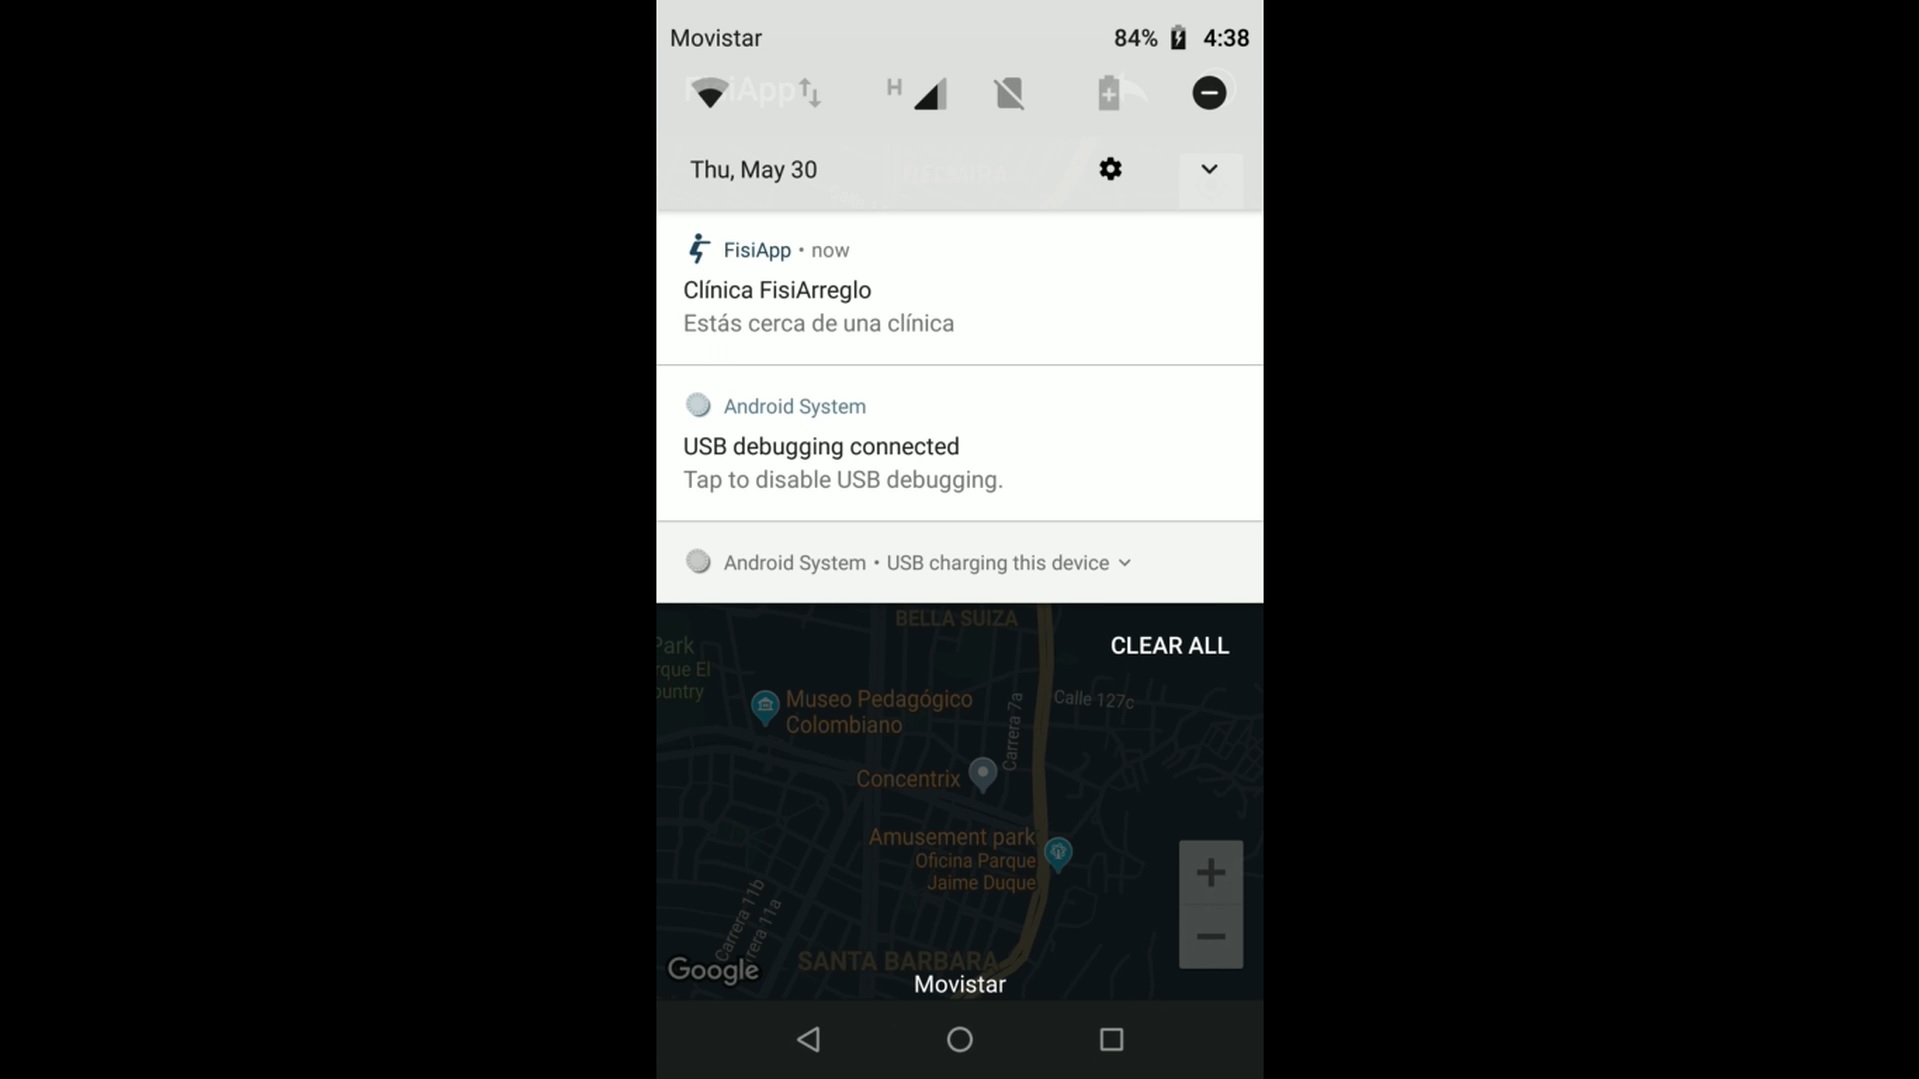 Movistar
84%
4:38
FisiApp
H
Thu, May 30
FisiApp • now
Clínica FisiArreglo
Estás cerca de una clínica
Android System
USB debugging connected
Tap to disable USB debugging.
Android System • USB charging this device
BELLA SUIZA
CLEAR ALL
Park
rque El
ountry
Museo Pedagógico
Colombiano
Carrera 7a
Calle 127c
Concentrix
Amusement park
Oficina Parque
Jaime Duque
Carrera 11b
rrera 11a
SANTA BARBARA
Google
Movistar